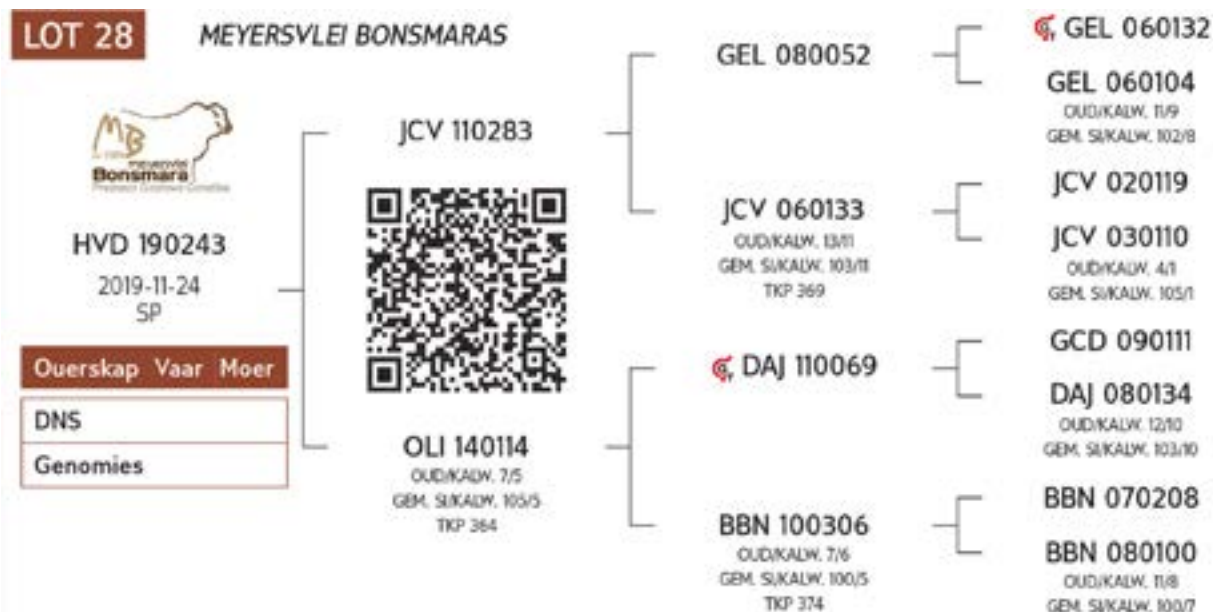 LOT 28
MEYERSVLEI BONSMARAS
MB
MEYERSVLEI
Bonsmara
HVD 190243
2019-11-24
SP
Ouerskap Vaar Moer
DNS
Genomies
JCV 110283
OLI 140114
OUD/KALW. 7/5
GEM. SI/KALW. 105/5
TKP 364
GEL 080052
JCV 060133
OUD/KALW. 13/11
GEM. SI/KALW. 103/11
TKP 369
DAJ 110069
BBN 100306
OUD/KALW. 7/6
GEM. SI/KALW. 100/5
TKP 374
GEL 060132
GEL 060104
OUD/KALW. 11/9
GEM. SI/KALW. 102/8
JCV 020119
JCV 030110
OUD/KALW. 4/1
GEM. SI/KALW. 105/1
GCD 090111
DAJ 080134
OUD/KALW. 12/10
GEM. SI/KALW. 103/10
BBN 070208
BBN 080100
OUD/KALW. 11/8
GEM. SI/KALW. 100/7